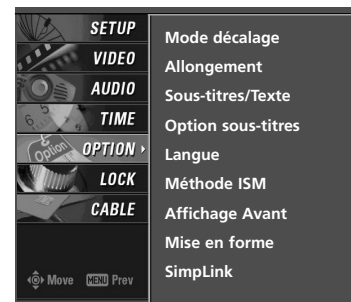 SETUP
VIDEO
AUDIO
TIME
OPTION
LOCK
CABLE
Move MENU Prev
Mode décalage
Allongement
Sous-titres/Texte
Option sous-titres
Langue
Méthode ISM
Affichage Avant
Mise en forme
SimpLink